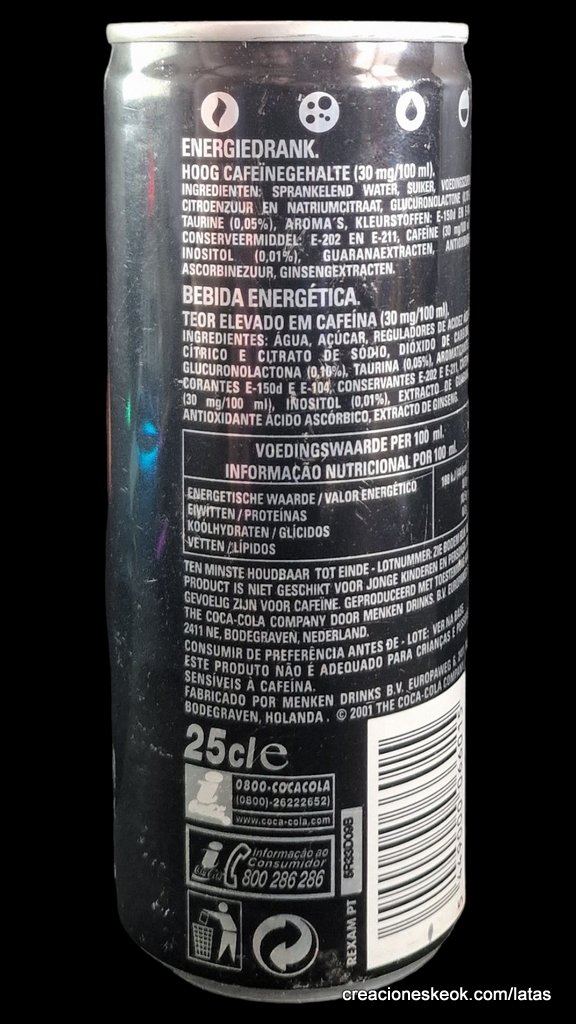 ENERGIEDRANK.
HOOG CAFEÏNEGEHALTE (30 mg/100 ml).
INGREDIENTEN: SPRANKELEND WATER, SUIKER,
CITROENZUUR EN NATRIUMCITRAAT, GLUCURONOLACTONE
TAURINE (0,05%), AROMA'S, KLEURSTOFFEN: E-150d EN
CONSERVEERMIDDEL: E-202 EN E-211, CAFEÏNE (30 mg/100
INOSITOL (0,01%), GUARANAEXTRACTEN,
ASCORBINEZUUR, GINSENGEXTRACTEN.
BEBIDA ENERGÉTICA.
TEOR ELEVADO EM CAFEÍNA (30 mg/100 ml).
INGREDIENTES: ÁGUA, AÇÚCAR, REGULADORES DE ACIDEZ
CÍTRICO E CITRATO DE SÓDIO, DIÓXIDO DE
GLUCURONOLACTONA (0,10%), TAURINA (0,05%),
CORANTES E-150d E E-104, CONSERVANTES E-202 E E-211,
(30 mg/100 ml), INOSITOL (0,01%), EXTRACTO DE
ANTIOXIDANTE ÁCIDO ASCÓRBICO, EXTRACTO DE GINSENG.
VOEDINGSWAARDE PER 100 ml.
INFORMAÇÃO NUTRICIONAL POR 100 ml.
ENERGETISCHE WAARDE / VALOR ENERGÉTICO
EIWITTEN / PROTEÍNAS
KOOLHYDRATEN / GLÍCIDOS
VETTEN / LÍPIDOS
TEN MINSTE HOUDBAAR TOT EINDE - LOTNUMMER: ZIE BODEM
PRODUCT IS NIET GESCHIKT VOOR JONGE KINDEREN EN
GEVOELIG ZIJN VOOR CAFEÏNE. GEPRODUCEERD MET
THE COCA-COLA COMPANY DOOR MENKEN DRINKS. B.V.
2411 NE, BODEGRAVEN, NEDERLAND.
CONSUMIR DE PREFERÊNCIA ANTES DE - LOTE: VER NA BASE.
ESTE PRODUTO NÃO É ADEQUADO PARA CRIANÇAS E
SENSÍVEIS À CAFEÍNA.
FABRICADO POR MENKEN DRINKS B.V. EUROPAWEG
BODEGRAVEN, HOLANDA. © 2001 THE COCA-COLA
25cl e
0800-COCACOLA
(0800)-26222652)
www.coca-cola.com
Informação ao
Consumidor
800 286 286
REXAM PT
creacioneskeok.com/latas